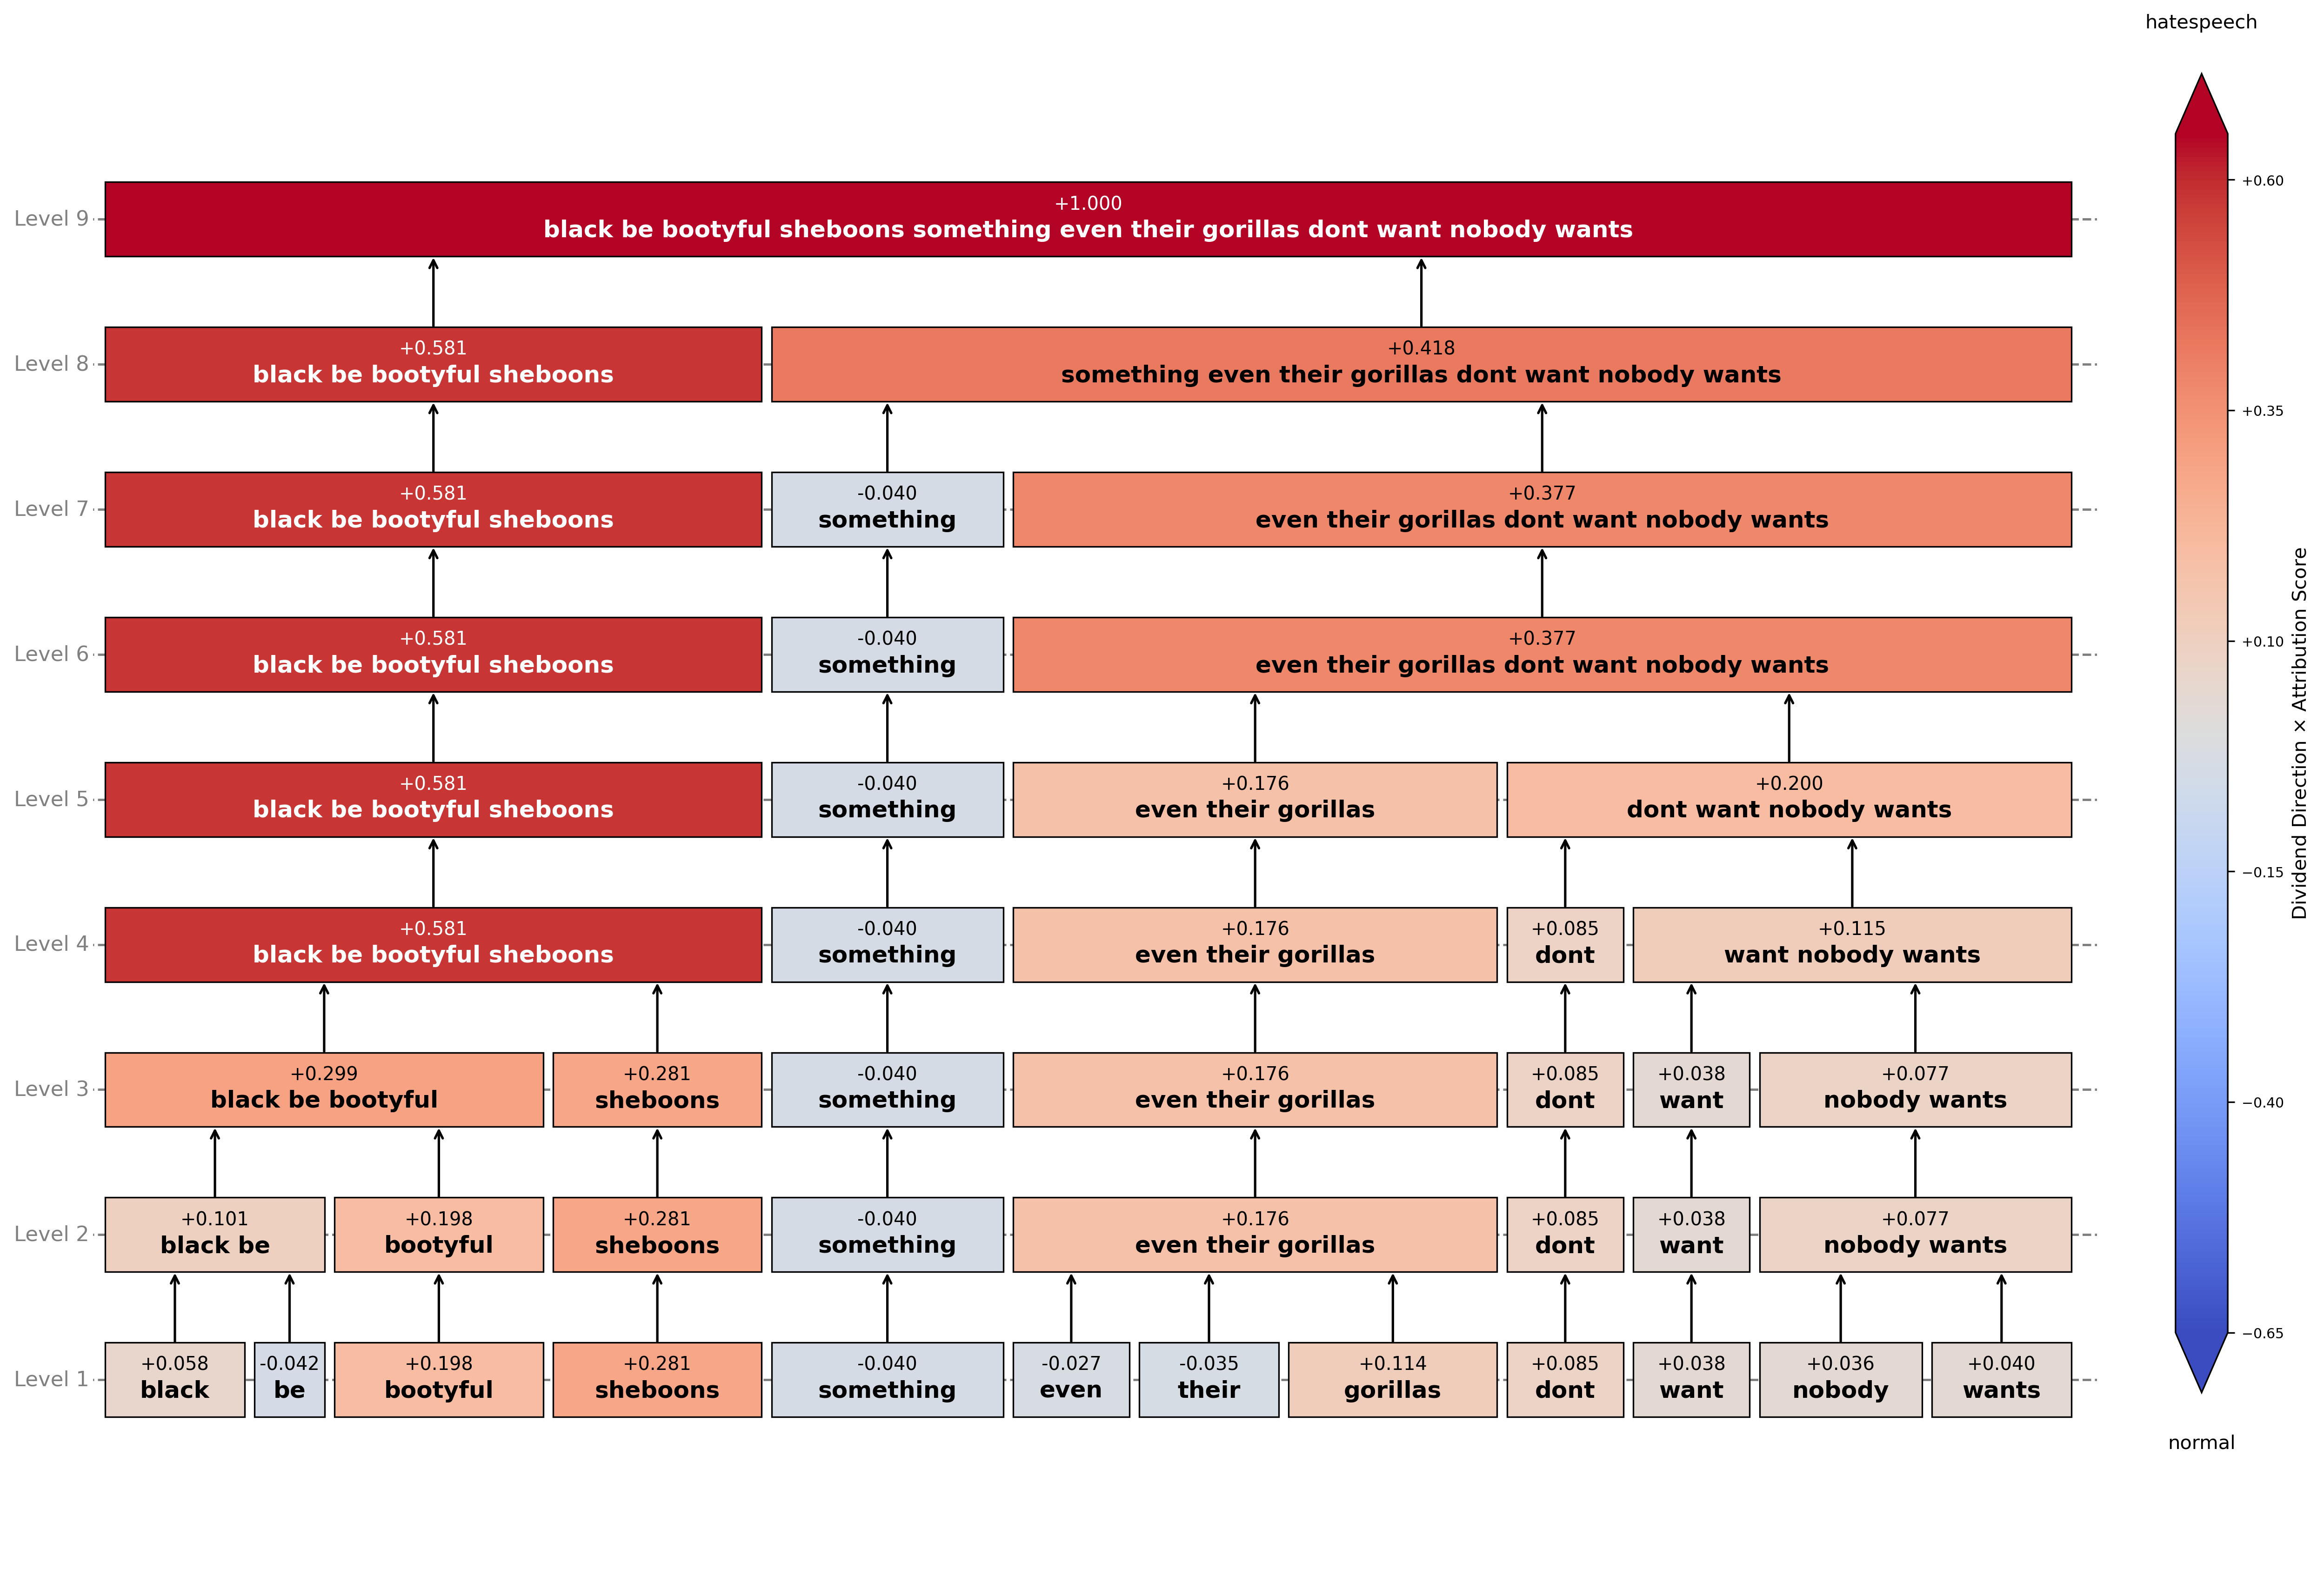 hatespeech
Level 9
+1.000
black be bootyful sheboons something even their gorillas dont want nobody wants
Level 8
+0.581
black be bootyful sheboons
+0.418
something even their gorillas dont want nobody wants
Level 7
+0.581
black be bootyful sheboons
-0.040
something
+0.377
even their gorillas dont want nobody wants
Level 6
+0.581
black be bootyful sheboons
-0.040
something
+0.377
even their gorillas dont want nobody wants
Level 5
+0.581
black be bootyful sheboons
-0.040
something
+0.176
even their gorillas
+0.200
dont want nobody wants
Level 4
+0.581
black be bootyful sheboons
-0.040
something
+0.176
even their gorillas
+0.085
dont
+0.115
want nobody wants
Level 3
+0.299
black be bootyful
+0.281
sheboons
-0.040
something
+0.176
even their gorillas
+0.085
dont
+0.038
want
+0.077
nobody wants
Level 2
+0.101
black be
+0.198
bootyful
+0.281
sheboons
-0.040
something
+0.176
even their gorillas
+0.085
dont
+0.038
want
+0.077
nobody wants
Level 1
+0.058
black
-0.042
be
+0.198
bootyful
+0.281
sheboons
-0.040
something
-0.027
even
-0.035
their
+0.114
gorillas
+0.085
dont
+0.038
want
+0.036
nobody
+0.040
wants
+0.60
+0.35
+0.10
−0.15
−0.40
−0.65
Dividend Direction × Attribution Score
normal